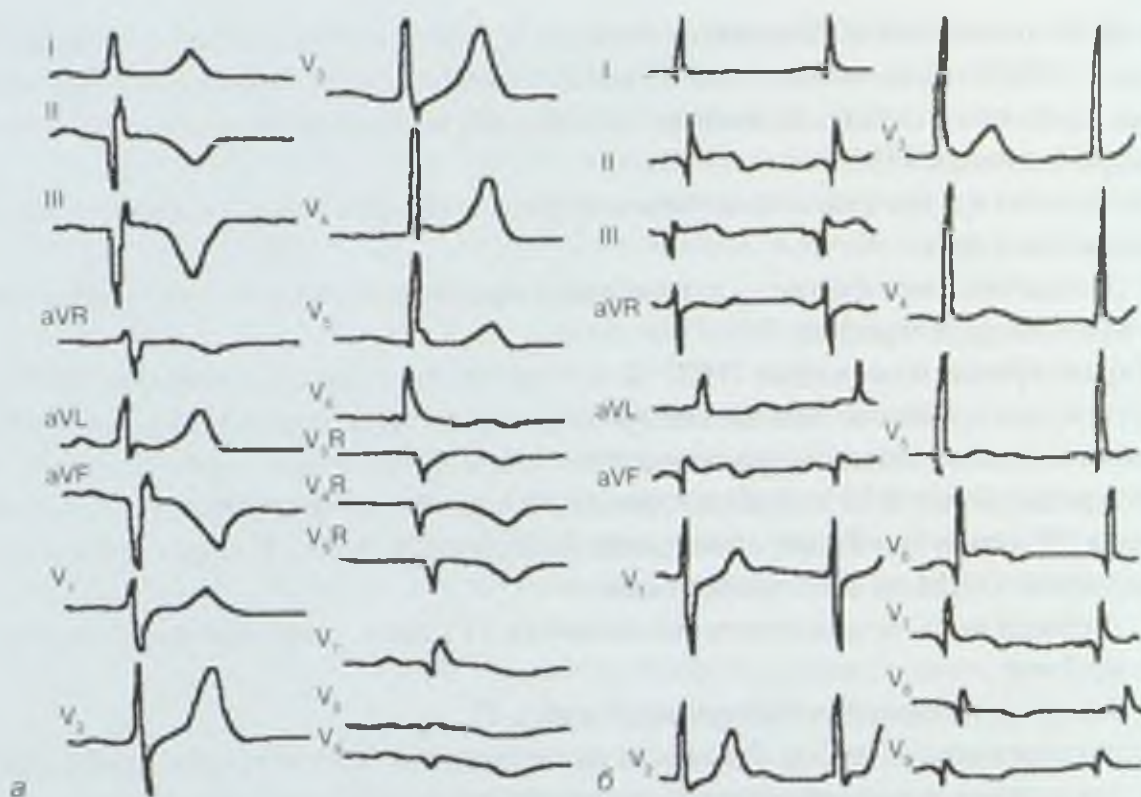 I
II
III
aVR
aVL
aVF
V₁
V₂
а
V₃
V₄
V₅
V₆
V₃R
V₄R
V₅R
V₇
V₈
V₉
I
II
III
aVR
aVL
aVF
V₁
V₂
б
V₃
V₄
V₅
V₆
V₇
V₈
V₉